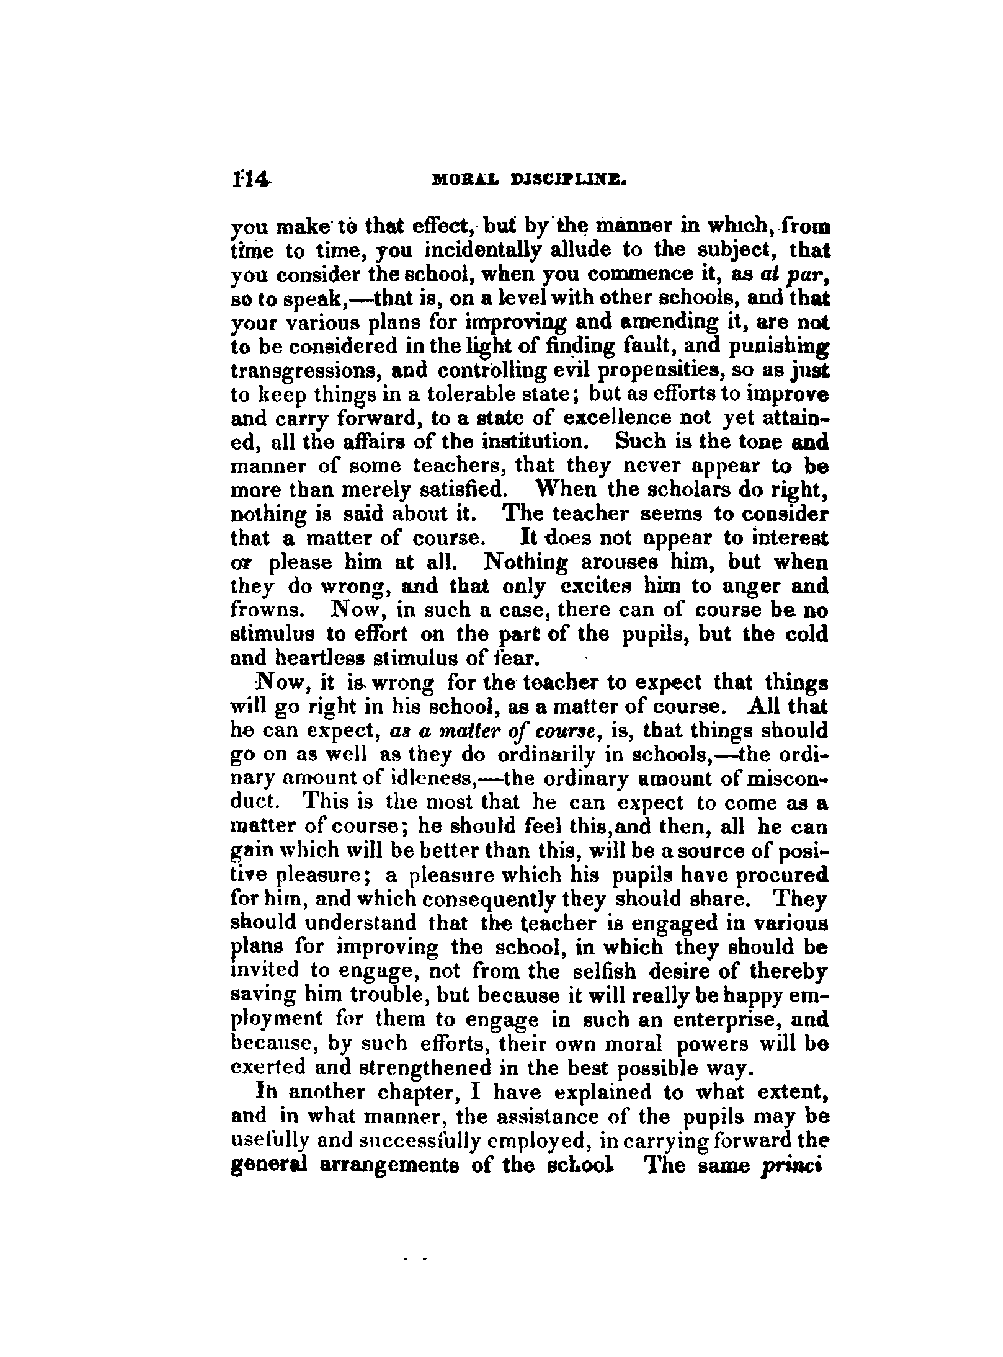 114 MORAL DISCIPLINE.
you make to that effect, but by the manner in which, from
time to time, you incidentally allude to the subject, that
you consider the school, when you commence it, as at par,
so to speak,—that is, on a level with other schools, and that
your various plans for improving and amending it, are not
to be considered in the light of finding fault, and punishing
transgressions, and controlling evil propensities, so as just
to keep things in a tolerable state; but as efforts to improve
and carry forward, to a state of excellence not yet attain-
ed, all the affairs of the institution. Such is the tone and
manner of some teachers, that they never appear to be
more than merely satisfied. When the scholars do right,
nothing is said about it. The teacher seems to consider
that a matter of course. It does not appear to interest
or please him at all. Nothing arouses him, but when
they do wrong, and that only excites him to anger and
frowns. Now, in such a case, there can of course be no
stimulus to effort on the part of the pupils, but the cold
and heartless stimulus of fear.
Now, it is wrong for the teacher to expect that things
will go right in his school, as a matter of course. All that
he can expect, as a matter of course, is, that things should
go on as well as they do ordinarily in schools,—the ordi-
nary amount of idleness,—the ordinary amount of miscon-
duct. This is the most that he can expect to come as a
matter of course; he should feel this, and then, all he can
gain which will be better than this, will be a source of posi-
tive pleasure; a pleasure which his pupils have procured
for him, and which consequently they should share. They
should understand that the teacher is engaged in various
plans for improving the school, in which they should be
invited to engage, not from the selfish desire of thereby
saving him trouble, but because it will really be happy em-
ployment for them to engage in such an enterprise, and
because, by such efforts, their own moral powers will be
exerted and strengthened in the best possible way.
In another chapter, I have explained to what extent,
and in what manner, the assistance of the pupils may be
usefully and successfully employed, in carrying forward the
general arrangements of the school The same princi